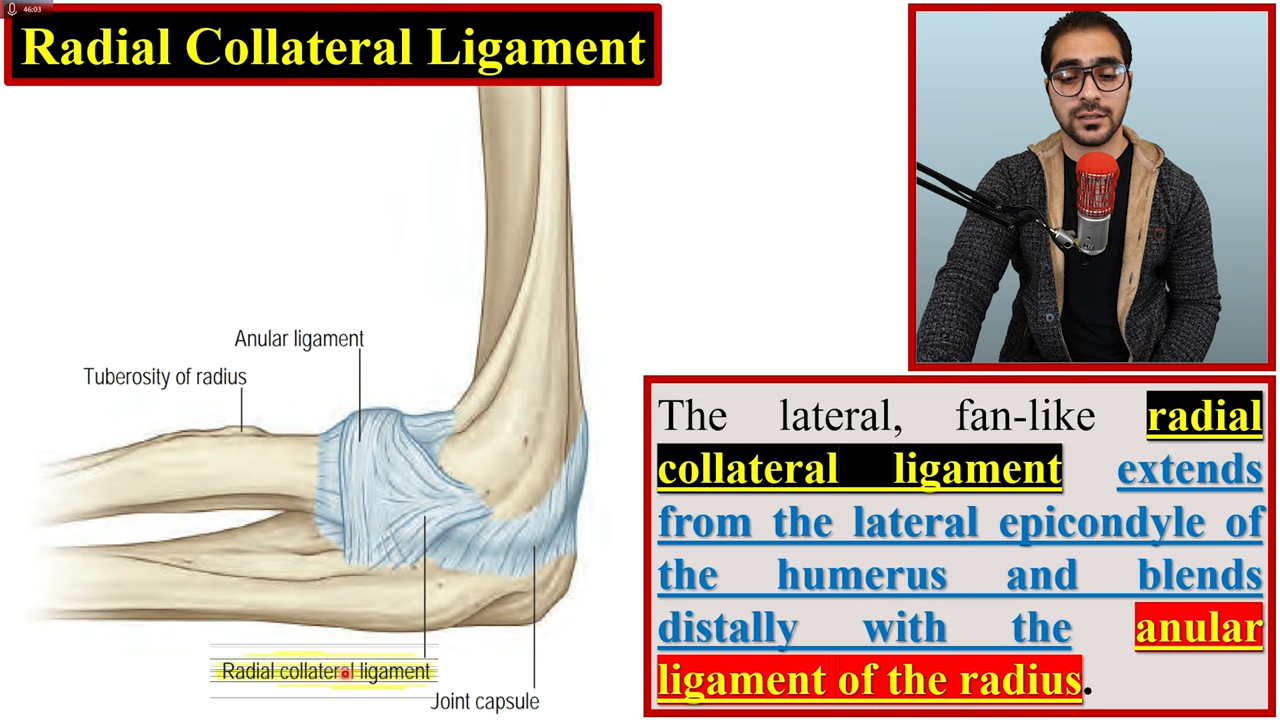 46:03
Radial Collateral Ligament
Anular ligament
Tuberosity of radius
Radial collateral ligament
Joint capsule
The lateral, fan-like radial
collateral ligament extends
from the lateral epicondyle of
the humerus and blends
distally with the anular
ligament of the radius.